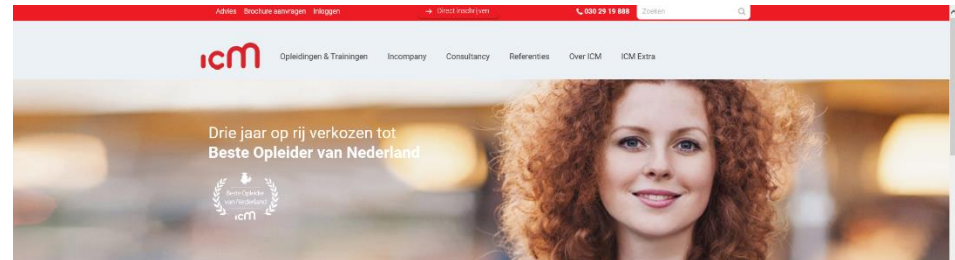 Advies Brochure aanvragen Inloggen → Direct inschrijven 030 29 19 888 Zoeken
icm Opleidingen & Trainingen Incompany Consultancy Referenties Over ICM ICM Extra
Drie jaar op rij verkozen tot
Beste Opleider van Nederland
Beste Opleider
van Nederland
icm